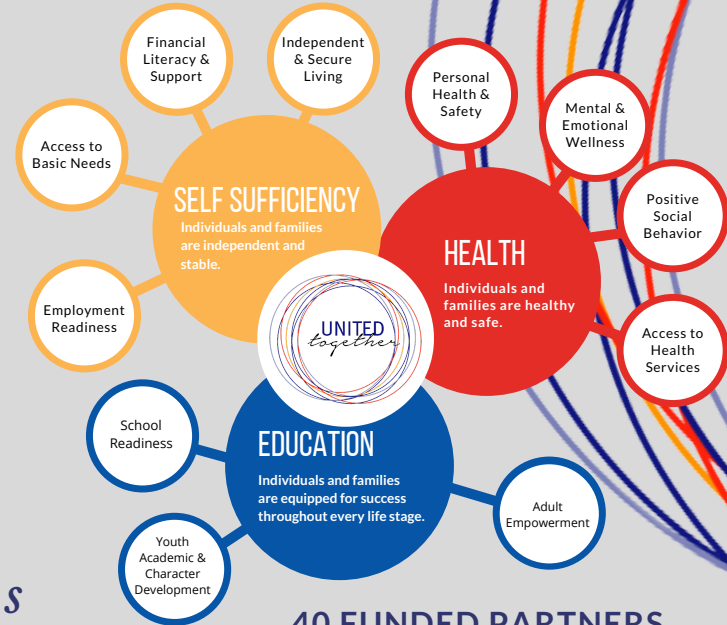 Financial
Literacy &
Support
Independent
& Secure
Living
Access to
Basic Needs
Employment
Readiness
SELF SUFFICIENCY
Individuals and families
are independent and
stable.
Personal
Health &
Safety
Mental &
Emotional
Wellness
Positive
Social
Behavior
Access to
Health
Services
HEALTH
Individuals and
families are healthy
and safe.
UNITED
together
School
Readiness
Youth
Academic &
Character
Development
EDUCATION
Individuals and families
are equipped for success
throughout every life stage.
Adult
Empowerment
s
40 FUNDED PARTNERS